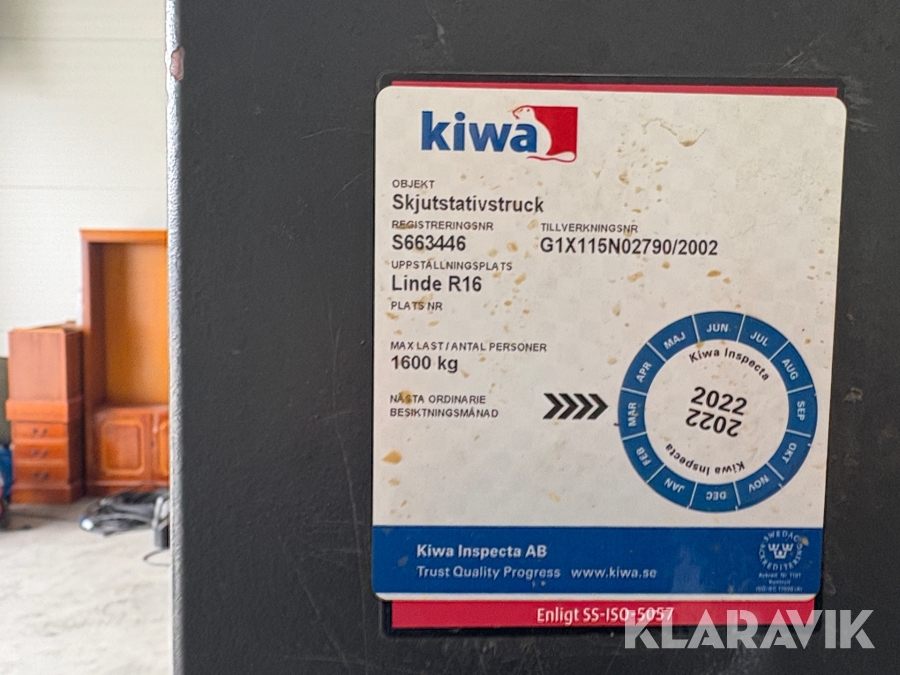 kiwa
OBJEKT
Skjutstativstruck
REGISTRERINGSNR
S663446
TILLVERKNINGSNR
G1X115N02790/2002
UPPSTÄLLNINGSPLATS
Linde R16
PLATS NR
MAX LAST / ANTAL PERSONER
1600 kg
NÄSTA ORDINARIE
BESIKTNINGSMÅNAD
JAN
FEB
MAR
APR
MAJ
JUN
JUL
AUG
SEP
OKT
NOV
DEC
Kiwa Inspecta
2022
2022
Kiwa Inspecta
Kiwa Inspecta AB
Trust Quality Progress www.kiwa.se
SWEDAC
ACKREDITERING
Enligt SS-ISO-5057
KLARAVIK